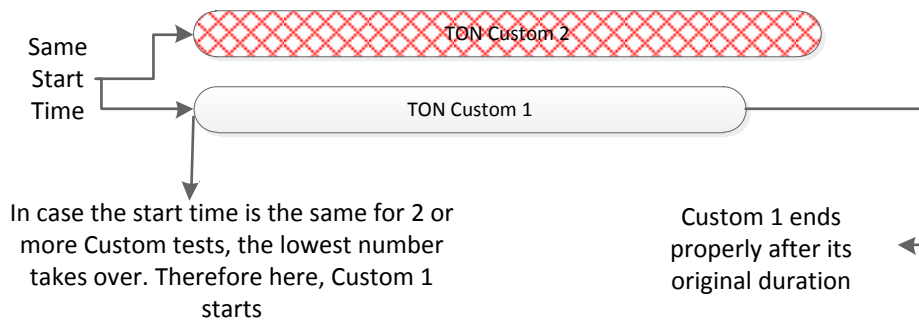 Same
Start
Time
TON Custom 2
TON Custom 1
In case the start time is the same for 2 or
more Custom tests, the lowest number
takes over. Therefore here, Custom 1
starts
Custom 1 ends
properly after its
original duration